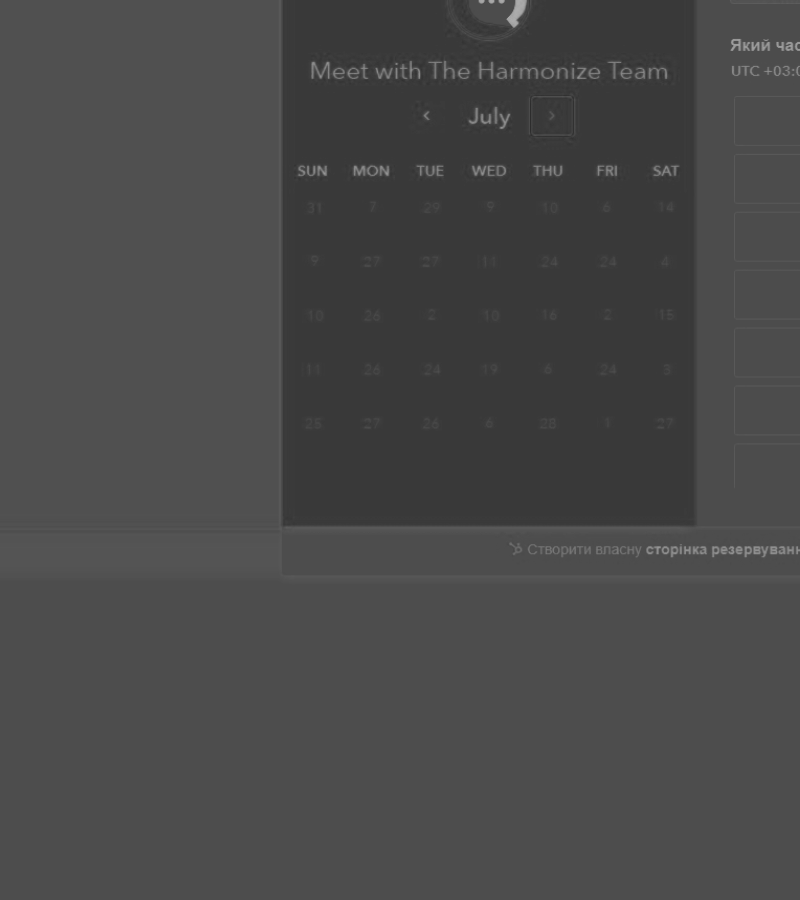 Який час
UTC +03:0
Meet with The Harmonize Team
‹ July ›
SUN MON TUE WED THU FRI SAT
31 7 29 9 10 6 14
9 27 27 11 24 24 4
10 26 2 10 16 2 15
11 26 24 19 6 24 3
25 27 26 6 28 1 27
Створити власну сторінка резервуванн